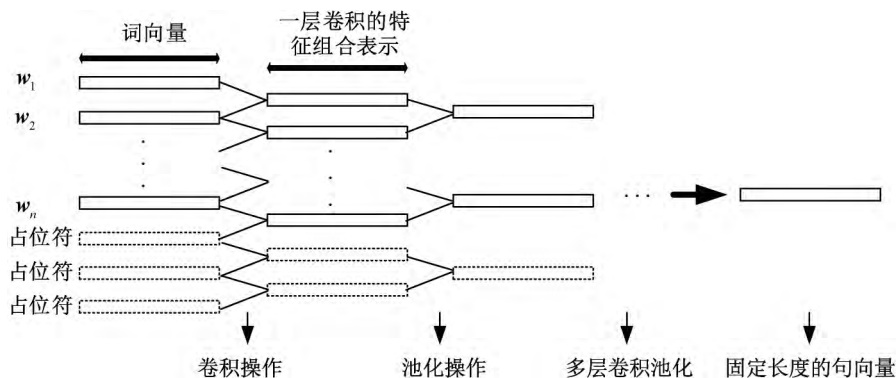 词向量
一层卷积的特
征组合表示
w1
w2
wn
占位符
占位符
占位符
卷积操作
池化操作
多层卷积池化
固定长度的句向量